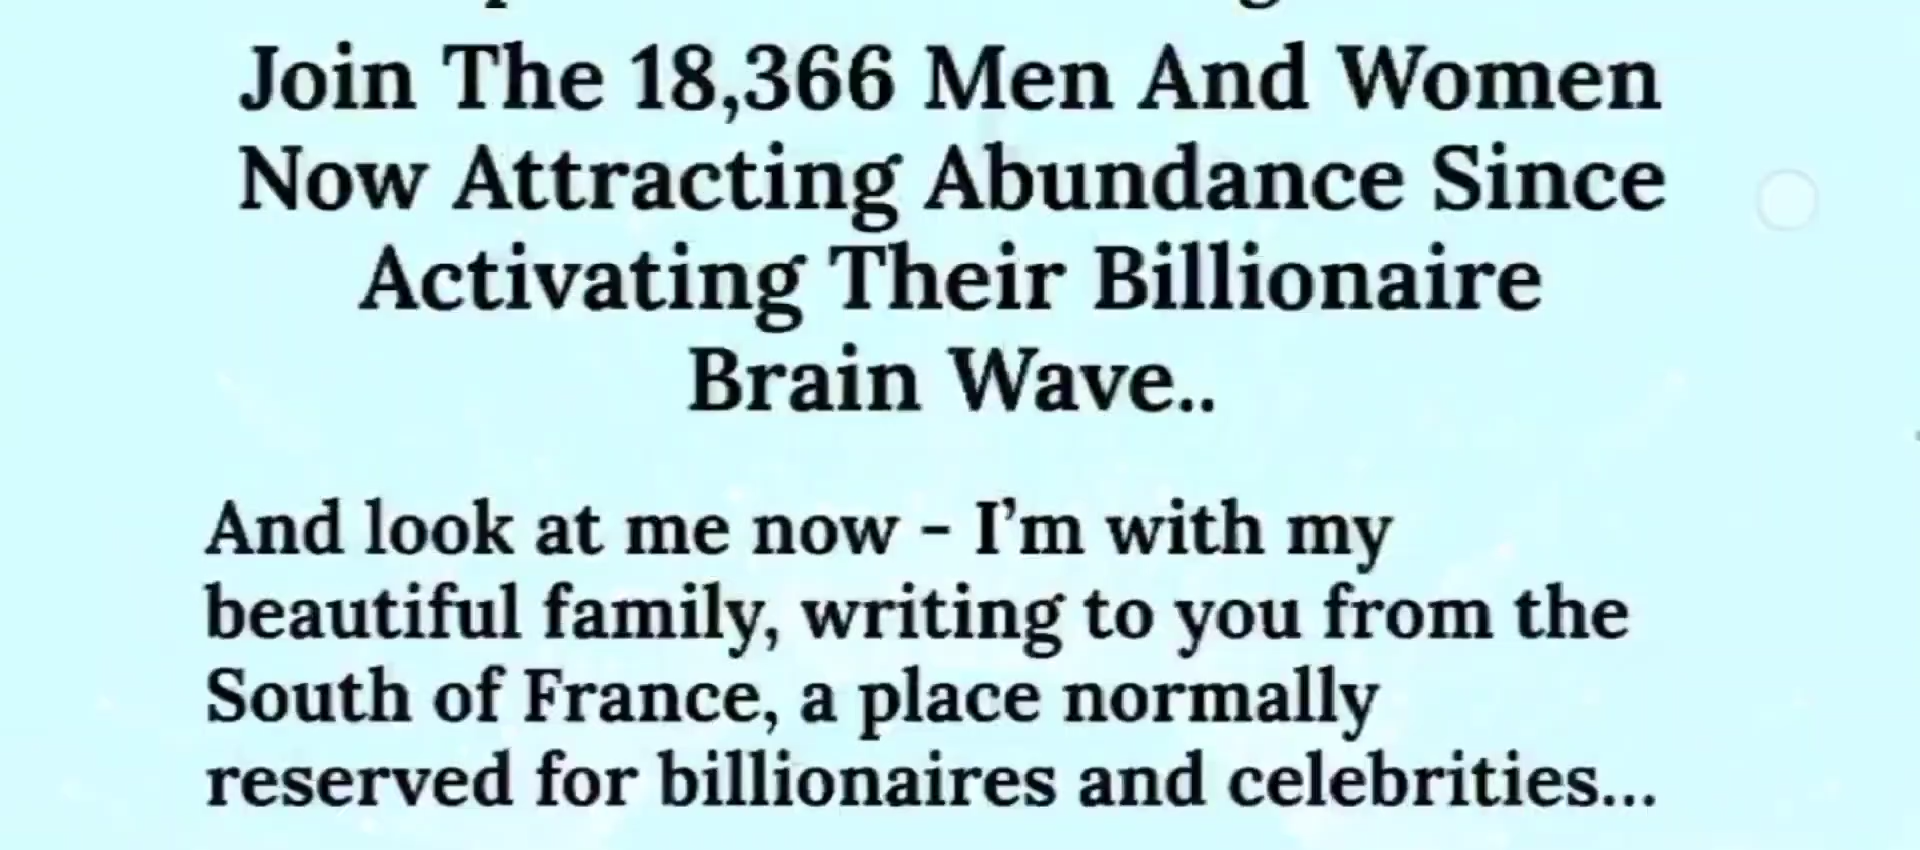 Join The 18,366 Men And Women
Now Attracting Abundance Since
Activating Their Billionaire
Brain Wave..
And look at me now – I’m with my
beautiful family, writing to you from the
South of France, a place normally
reserved for billionaires and celebrities...